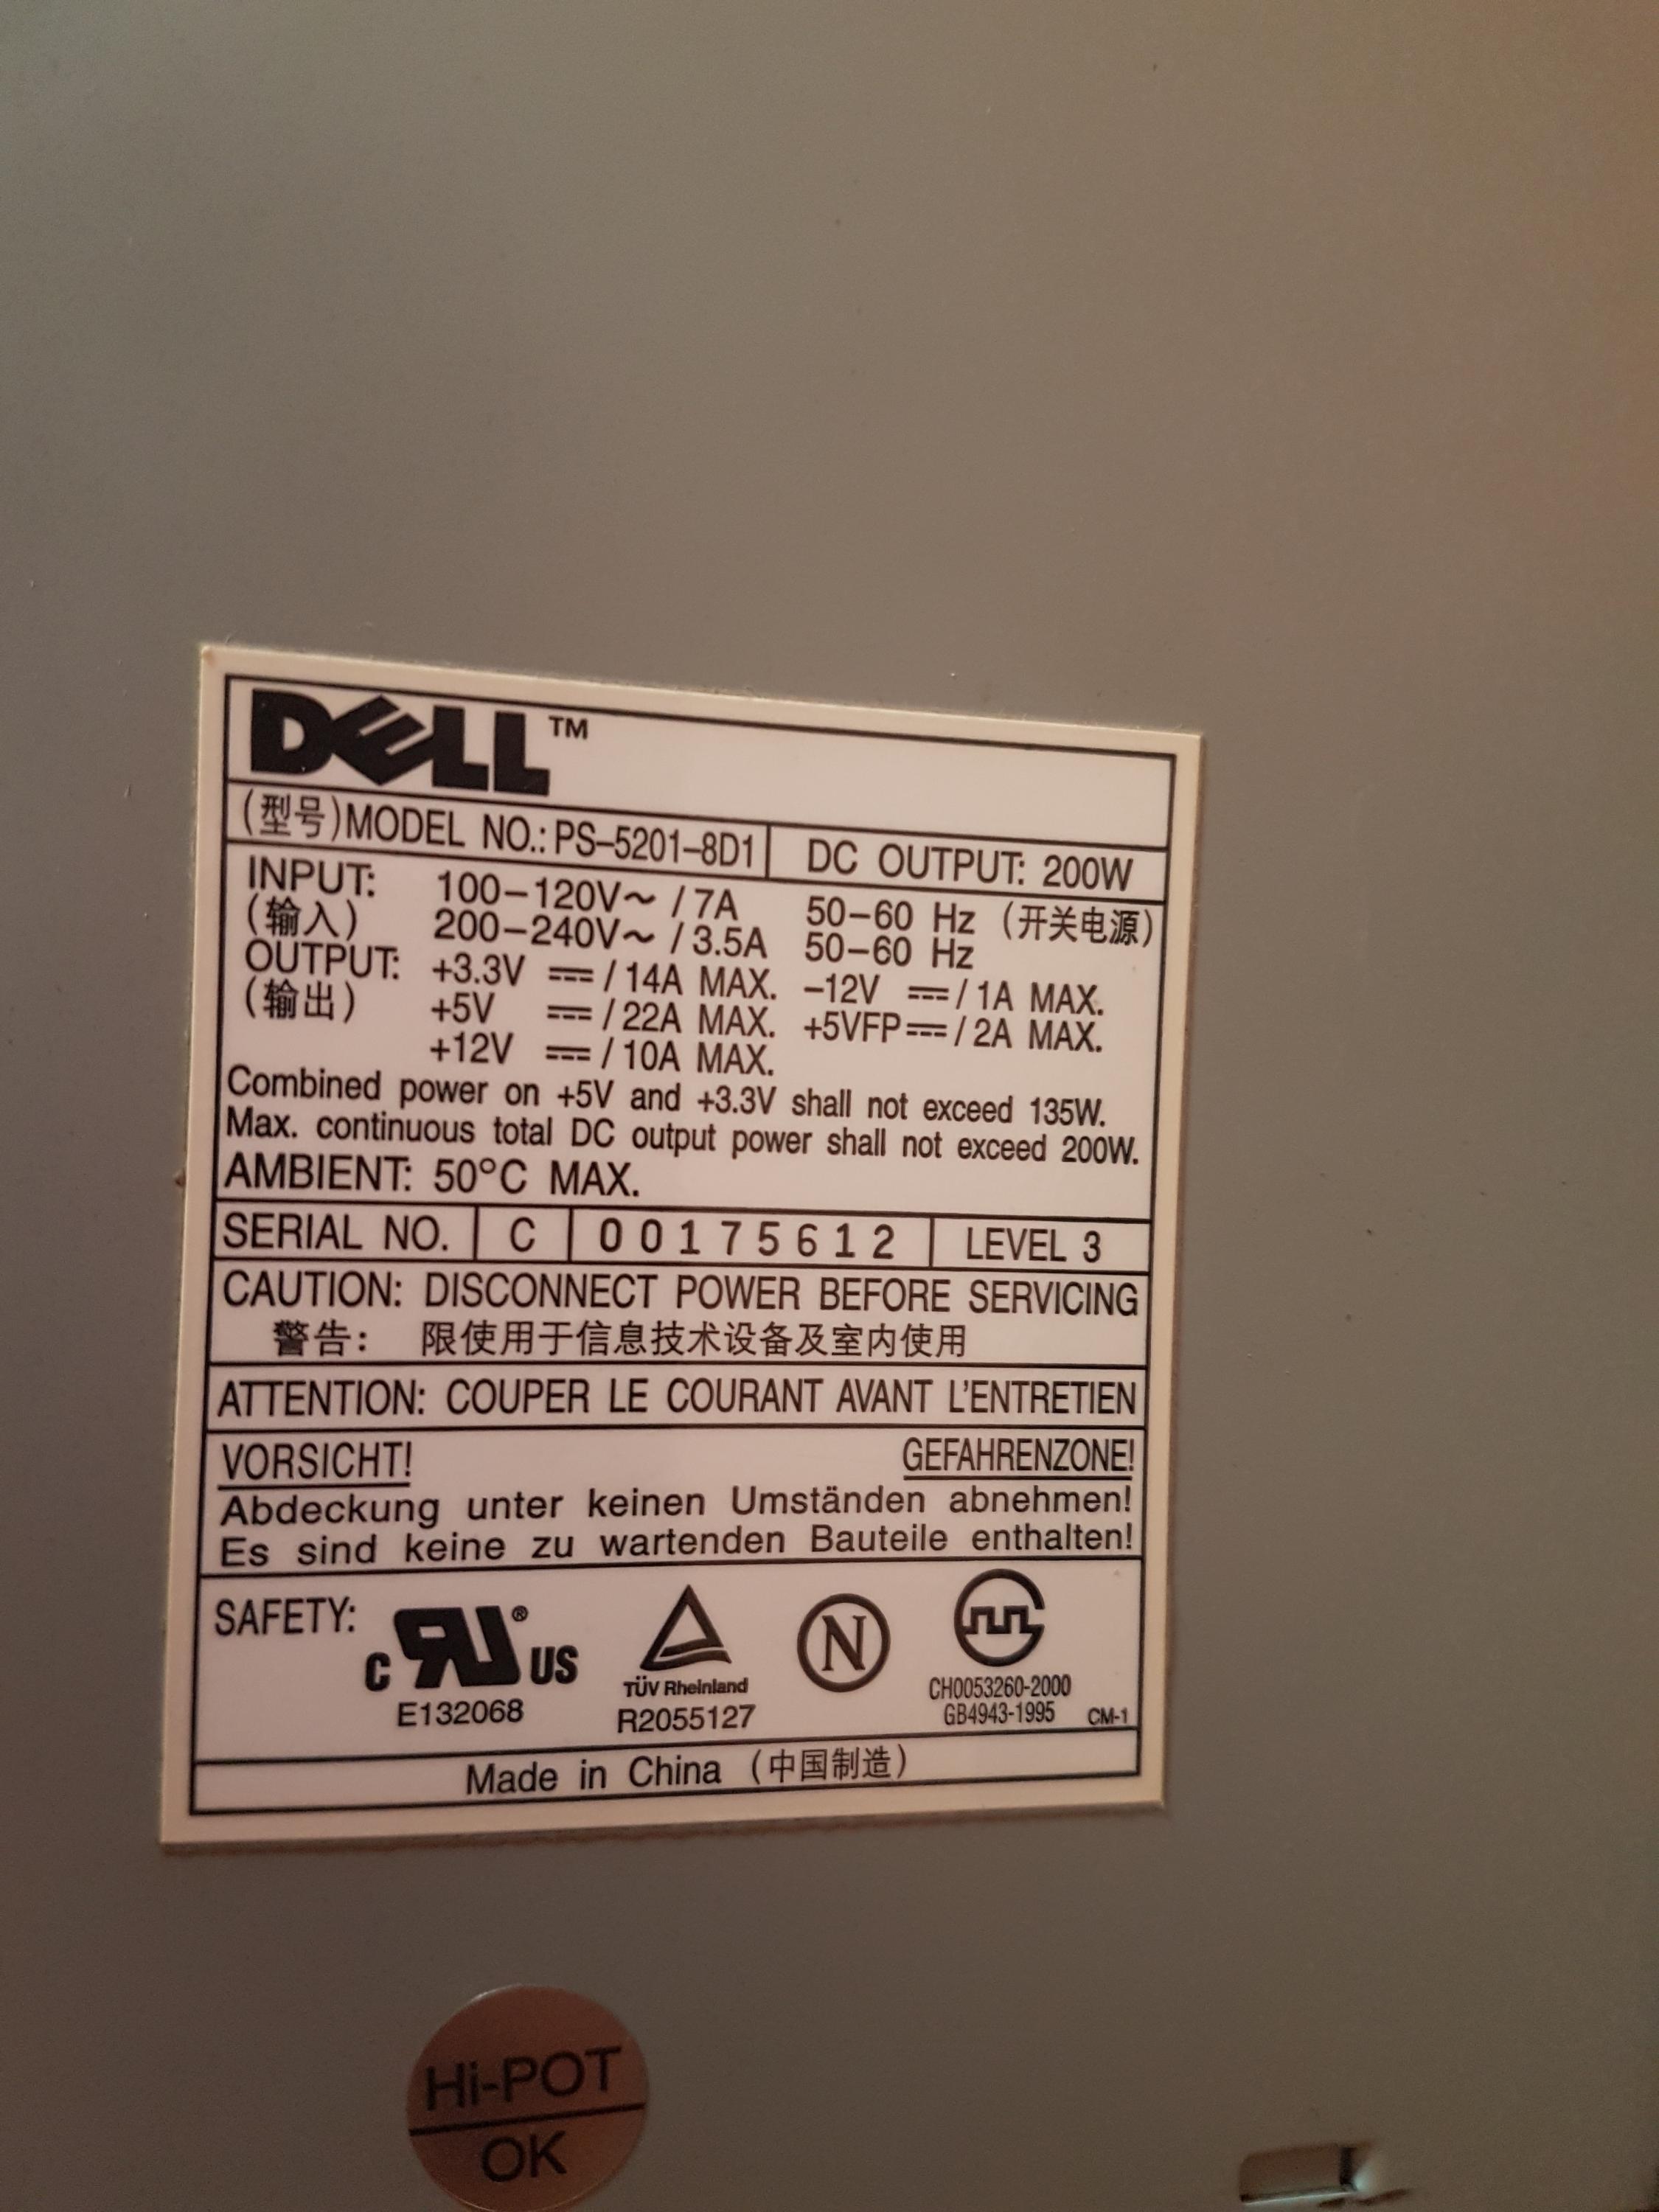 DELL™
(型号)MODEL NO.: PS-5201-8D1 DC OUTPUT: 200W
INPUT: 100-120V~ / 7A 50-60 Hz (开关电源)
(输入) 200-240V~ / 3.5A 50-60 Hz
OUTPUT: +3.3V ⎓ / 14A MAX. -12V ⎓ / 1A MAX.
(输出) +5V ⎓ / 22A MAX. +5VFP ⎓ / 2A MAX.
+12V ⎓ / 10A MAX.
Combined power on +5V and +3.3V shall not exceed 135W.
Max. continuous total DC output power shall not exceed 200W.
AMBIENT: 50°C MAX.
SERIAL NO. C 00175612 LEVEL 3
CAUTION: DISCONNECT POWER BEFORE SERVICING
警告: 限使用于信息技术设备及室内使用
ATTENTION: COUPER LE COURANT AVANT L'ENTRETIEN
VORSICHT! GEFAHRENZONE!
Abdeckung unter keinen Umständen abnehmen!
Es sind keine zu wartenden Bauteile enthalten!
SAFETY: C RU® US N
E132068
TÜV Rheinland
R2055127
CH0053260-2000
GB4943-1995 CM-1
Made in China (中国制造)
Hi-POT
OK